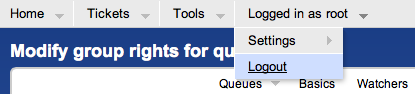 Home Tickets Tools Logged in as root
Settings
Modify group rights for qu
Logout
Queues Basics Watchers